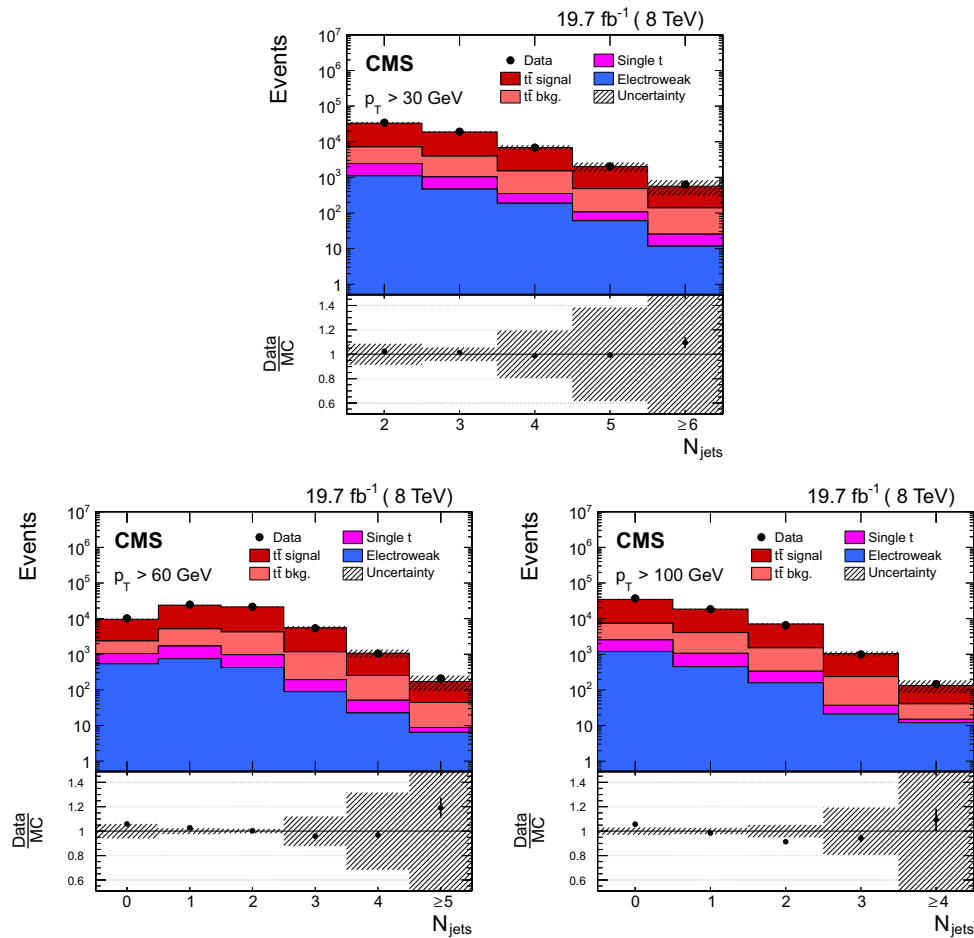 19.7 fb⁻¹ ( 8 TeV)
Events
10⁷
10⁶
10⁵
10⁴
10³
10²
10
1
CMS
p_T > 30 GeV
Data
tt̄ signal
tt̄ bkg.
Single t
Electroweak
Uncertainty
Data
MC
1.4
1.2
1
0.8
0.6
2 3 4 5 ≥6
N_jets
19.7 fb⁻¹ ( 8 TeV)
Events
10⁷
10⁶
10⁵
10⁴
10³
10²
10
1
CMS
p_T > 60 GeV
Data
tt̄ signal
tt̄ bkg.
Single t
Electroweak
Uncertainty
Data
MC
1.4
1.2
1
0.8
0.6
0 1 2 3 4 ≥5
N_jets
19.7 fb⁻¹ ( 8 TeV)
Events
10⁷
10⁶
10⁵
10⁴
10³
10²
10
1
CMS
p_T > 100 GeV
Data
tt̄ signal
tt̄ bkg.
Single t
Electroweak
Uncertainty
Data
MC
1.4
1.2
1
0.8
0.6
0 1 2 3 ≥4
N_jets